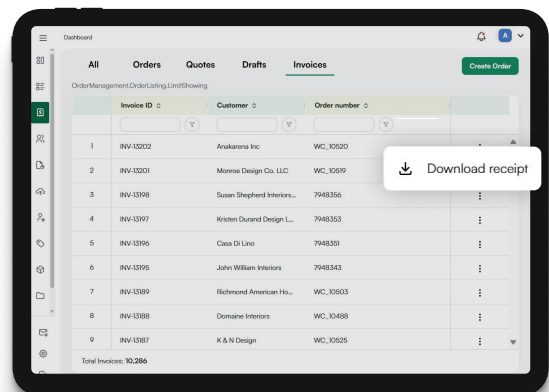 Dashboard
A
All Orders Quotes Drafts Invoices
Create Order
OrderManagement.OrderListing.LimitShowing
Invoice ID Customer Order number
1 INV-13202 Anakarena Inc WC_10520
2 INV-13201 Monroe Design Co. LLC WC_10519
Download receipt
3 INV-13198 Susan Shepherd Interiors... 7948356
4 INV-13197 Kristen Durand Design L... 7948353
5 INV-13196 Casa Di Lino 7948351
6 INV-13195 John William Interiors 7948343
7 INV-13189 Richmond American Ho... WC_10503
8 INV-13188 Domaine Interiors WC_10488
9 INV-13187 K & N Design WC_10525
Total Invoices: 10,286